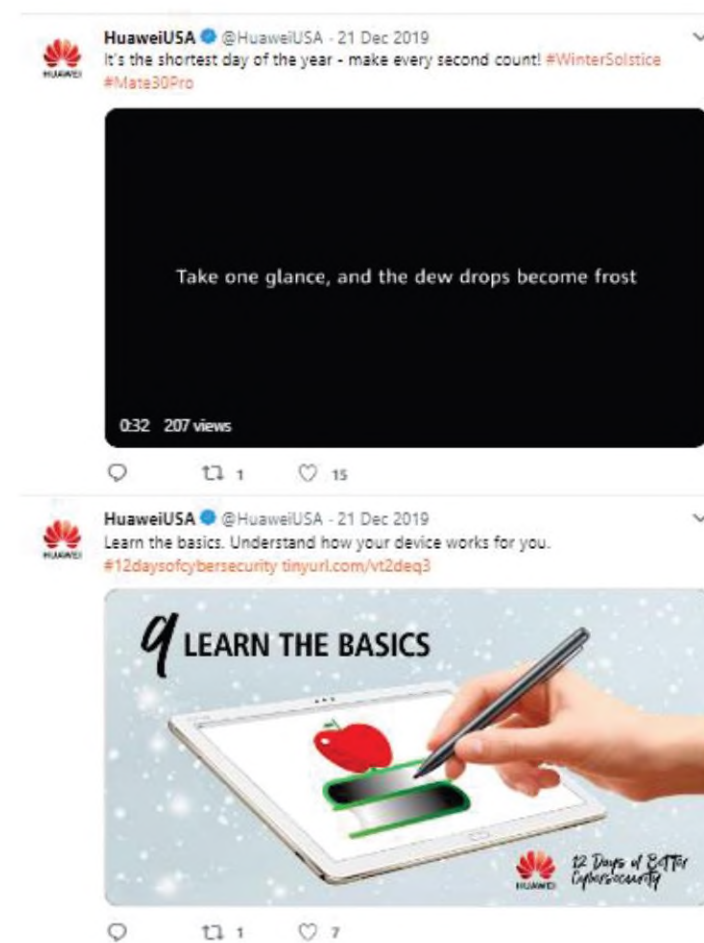 HuaweiUSA @HuaweiUSA · 21 Dec 2019
It's the shortest day of the year - make every second count! #WinterSolstice
#Mate30Pro
HUAWEI
Take one glance, and the dew drops become frost
0:32 207 views
1 15
HuaweiUSA @HuaweiUSA · 21 Dec 2019
Learn the basics. Understand how your device works for you.
HUAWEI
#12daysofcybersecurity tinyurl.com/vt2deq3
9 LEARN THE BASICS
12 Days of Better
Cybersecurity
HUAWEI
1 7